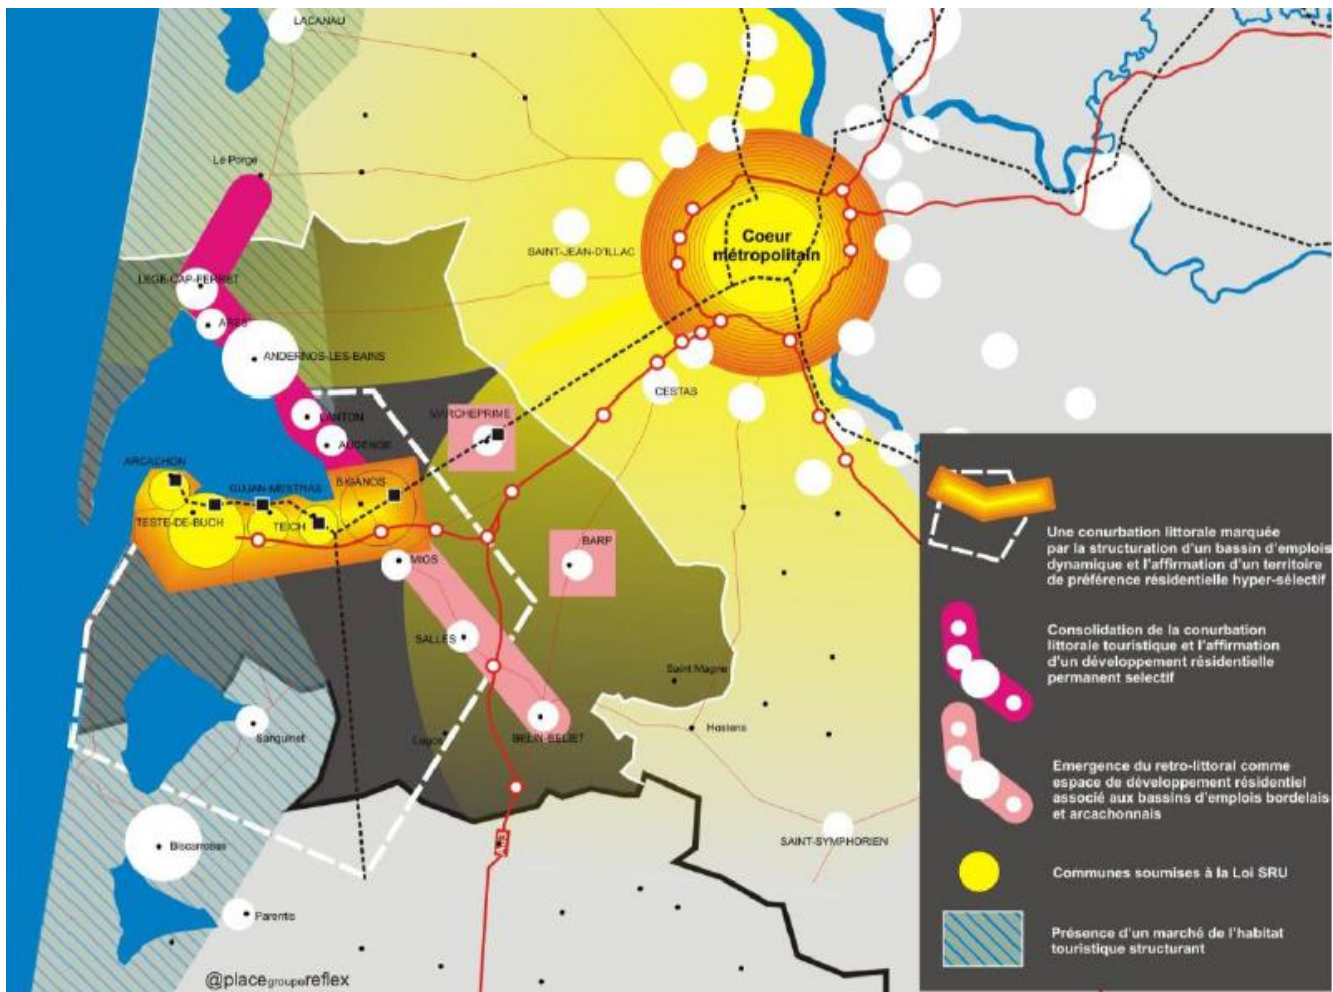 LACANAU
Le Porge
Coeur
métropolitain
SAINT-JEAN-D'ILLAC
LEGE-CAP-FERRET
ARES
ANDERNOS-LES-BAINS
CESTAS
LANTON
MARCHEPRIME
AUDENGE
ARCACHON
BIGANOS
GUJAN-MESTRAS
TESTE-DE-BUCH
TEICH
BARP
MIOS
SALLES
Saint Magne
Hostens
BELIN-BELIET
Lugos
Sanguinet
Biscarrosse
A63
SAINT-SYMPHORIEN
Parentis
@placegroupereflex
Une conurbation littorale marquée
par la structuration d'un bassin d'emplois
dynamique et l'affirmation d'un territoire
de préférence résidentielle hyper-sélectif
Consolidation de la conurbation
littorale touristique et l'affirmation
d'un développement résidentielle
permanent selectif
Emergence du retro-littoral comme
espace de développement résidentiel
associé aux bassins d'emplois bordelais
et arcachonnais
Communes soumises à la Loi SRU
Présence d'un marché de l'habitat
touristique structurant